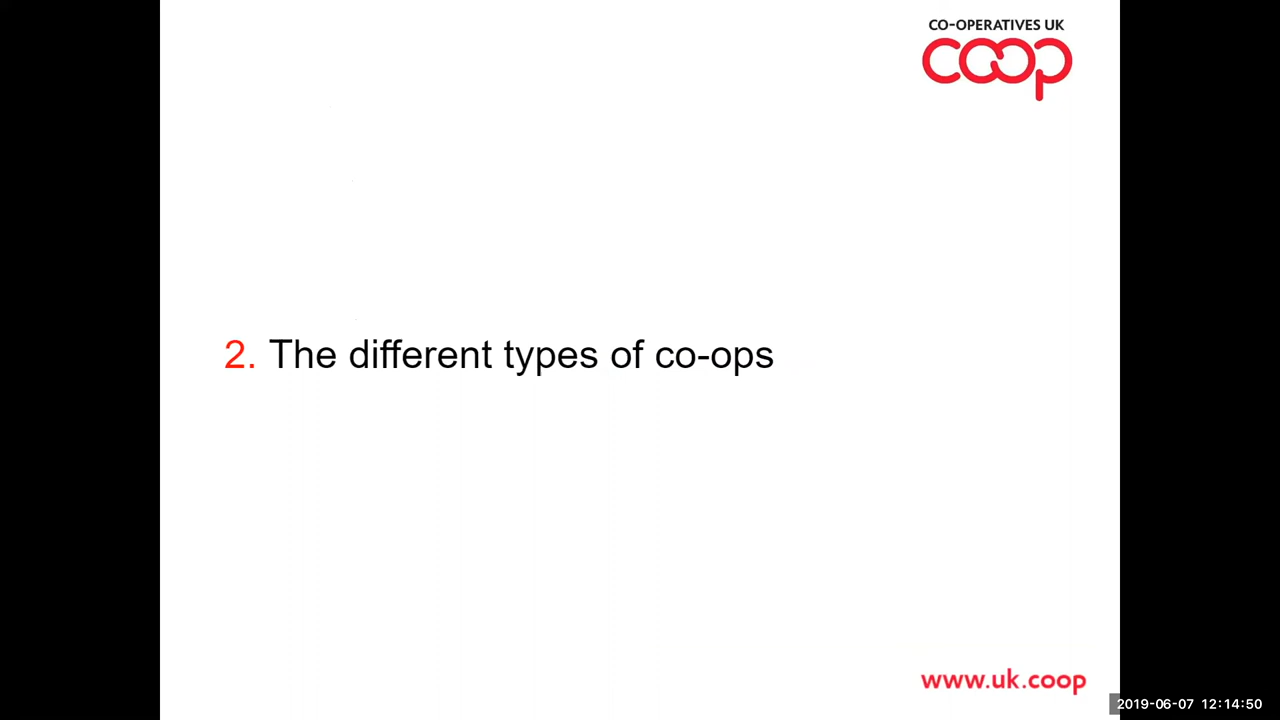 CO-OPERATIVES UK
coop
2. The different types of co-ops
www.uk.coop
2019-06-07 12:14:50